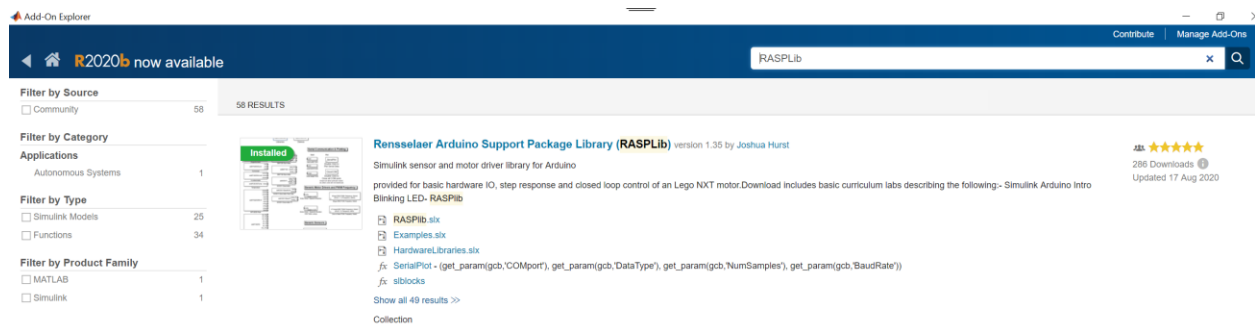 Add-On Explorer
Contribute
Manage Add-Ons
R2020b now available
RASPLib
Filter by Source
Community 58
Filter by Category
Applications
Autonomous Systems 1
Filter by Type
Simulink Models 25
Functions 34
Filter by Product Family
MATLAB 1
Simulink 1
58 RESULTS
Installed
Rensselaer Arduino Support Package Library (RASPLib) version 1.35 by Joshua Hurst
Simulink sensor and motor driver library for Arduino
provided for basic hardware IO, step response and closed loop control of an Lego NXT motor.Download includes basic curriculum labs describing the following:- Simulink Arduino Intro
Blinking LED- RASPlib
RASPlib.slx
Examples.slx
HardwareLibraries.slx
fx SerialPlot - (get_param(gcb,'COMport'), get_param(gcb,'DataType'), get_param(gcb,'NumSamples'), get_param(gcb,'BaudRate'))
fx slblocks
Show all 49 results >>
Collection
286 Downloads
Updated 17 Aug 2020